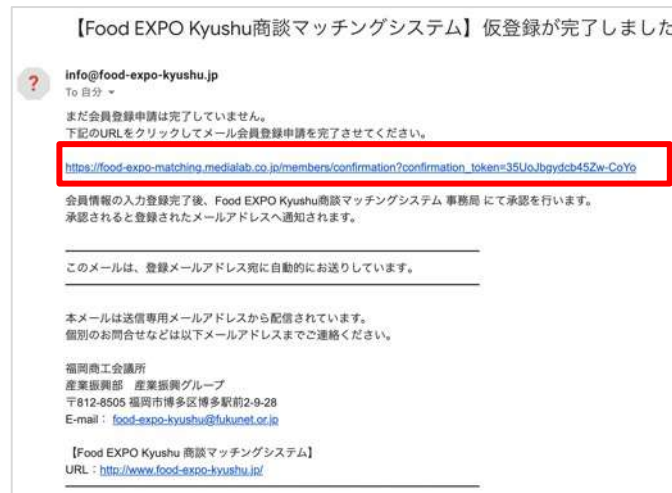 【Food EXPO Kyushu商談マッチングシステム】仮登録が完了しました
?
info@food-expo-kyushu.jp
To 自分
まだ会員登録申請は完了していません。
下記のURLをクリックしてメール会員登録申請を完了させてください。
https://food-expo-matching.medialab.co.jp/members/confirmation?confirmation_token=35UoJbgydcb45Zw-CoYo
会員情報の入力登録完了後、Food EXPO Kyushu商談マッチングシステム 事務局 にて承認を行います。
承認されると登録されたメールアドレスへ通知されます。
このメールは、登録メールアドレス宛に自動的にお送りしています。
本メールは送信専用メールアドレスから配信されています。
個別のお問合せなどは以下メールアドレスまでご連絡ください。
福岡商工会議所
産業振興部 産業振興グループ
〒812-8505 福岡市博多区博多駅前2-9-28
E-mail： food-expo-kyushu@fukunet.or.jp
【Food EXPO Kyushu 商談マッチングシステム】
URL：http://www.food-expo-kyushu.jp/